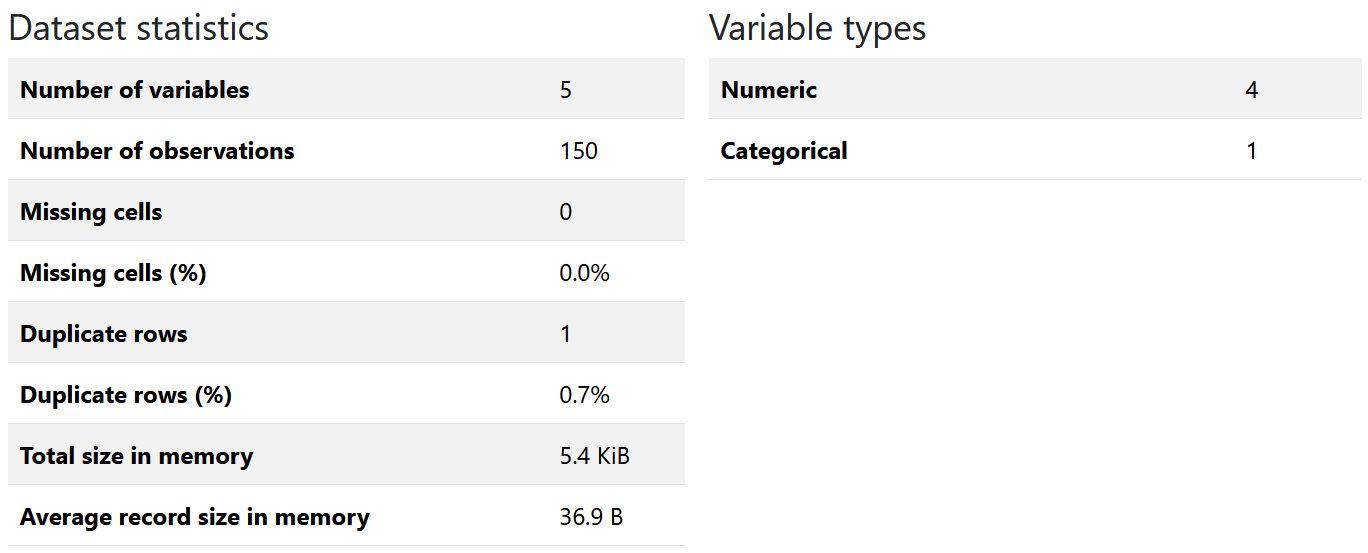 Dataset statistics
Number of variables 5
Number of observations 150
Missing cells 0
Missing cells (%) 0.0%
Duplicate rows 1
Duplicate rows (%) 0.7%
Total size in memory 5.4 KiB
Average record size in memory 36.9 B
Variable types
Numeric 4
Categorical 1